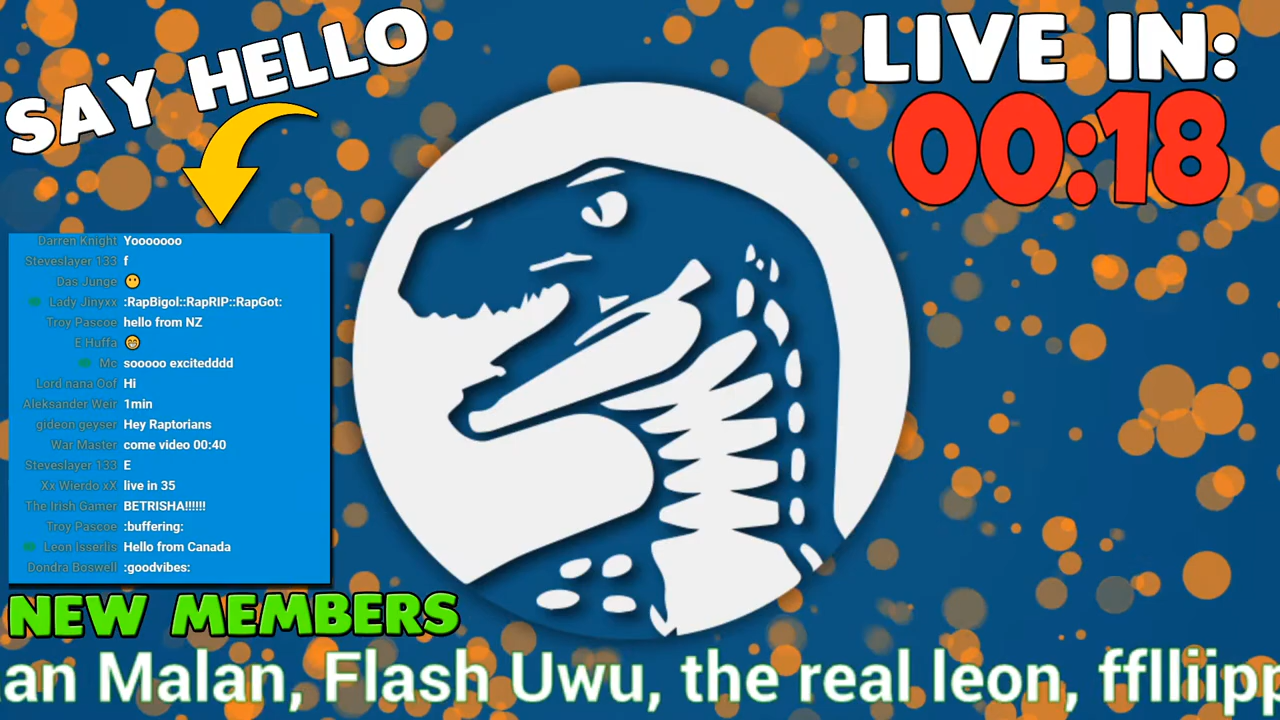 SAY HELLO
LIVE IN:
00:18
Darren Knight Yooooooo
Steveslayer 133 f
Das Junge 😶
Lady Jinyxx :RapBigol::RapRIP::RapGot:
Troy Pascoe hello from NZ
E Huffa 😁
Mc sooooo excitedddd
Lord nana Oof Hi
Aleksander Weir 1min
gideon geyser Hey Raptorians
War Master come video 00:40
Steveslayer 133 E
Xx Wierdo xX live in 35
The Irish Gamer BETRISHA!!!!!!
Troy Pascoe :buffering:
Leon Isserlis Hello from Canada
Dondra Boswell :goodvibes:
NEW MEMBERS
an Malan, Flash Uwu, the real leon, fflliipp